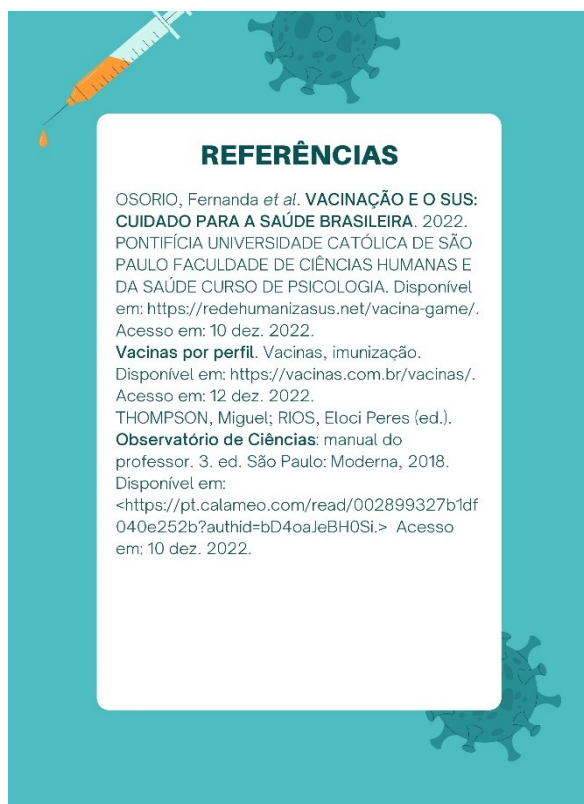 REFERÊNCIAS
OSORIO, Fernanda et al. VACINAÇÃO E O SUS:
CUIDADO PARA A SAÚDE BRASILEIRA. 2022.
PONTIFÍCIA UNIVERSIDADE CATÓLICA DE SÃO
PAULO FACULDADE DE CIÊNCIAS HUMANAS E
DA SAÚDE CURSO DE PSICOLOGIA. Disponível
em: https://redehumanizasus.net/vacina-game/.
Acesso em: 10 dez. 2022.
Vacinas por perfil. Vacinas, imunização.
Disponível em: https://vacinas.com.br/vacinas/.
Acesso em: 12 dez. 2022.
THOMPSON, Miguel; RIOS, Eloci Peres (ed.).
Observatório de Ciências: manual do
professor. 3. ed. São Paulo: Moderna, 2018.
Disponível em:
<https://pt.calameo.com/read/002899327b1df
040e252b?authid=bD4oaJeBH0Si.> Acesso
em: 10 dez. 2022.